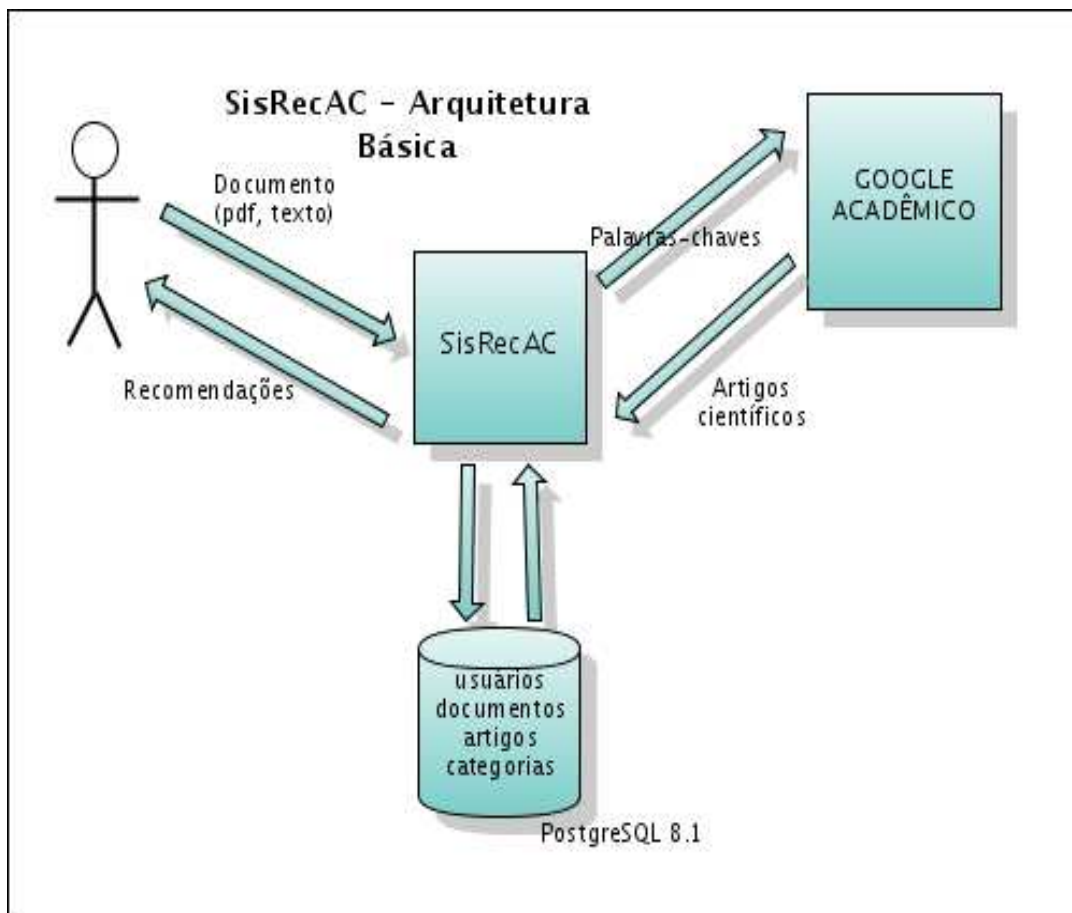 SisRecAC - Arquitetura
Básica
Documento
(pdf, texto)
Recomendações
SisRecAC
Palavras-chaves
GOOGLE
ACADÊMICO
Artigos
científicos
usuários
documentos
artigos
categorias
PostgreSQL 8.1